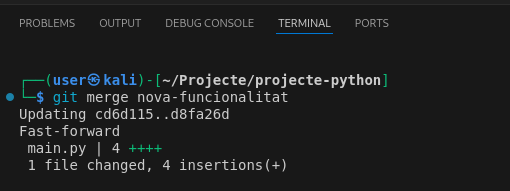 PROBLEMS OUTPUT DEBUG CONSOLE TERMINAL PORTS
┌──(user㉿kali)-[~/Projecte/projecte-python]
└─$ git merge nova-funcionalitat
Updating cd6d115..d8fa26d
Fast-forward
 main.py | 4 ++++
 1 file changed, 4 insertions(+)